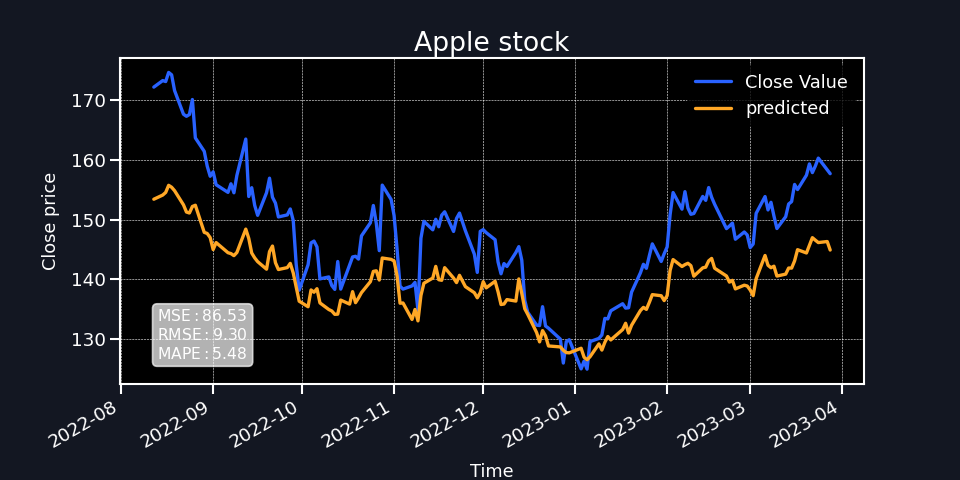 Apple stock
Close Value
predicted
Close price
170
160
150
140
130
MSE : 86.53
RMSE : 9.30
MAPE : 5.48
2022-08
2022-09
2022-10
2022-11
2022-12
2023-01
2023-02
2023-03
2023-04
Time